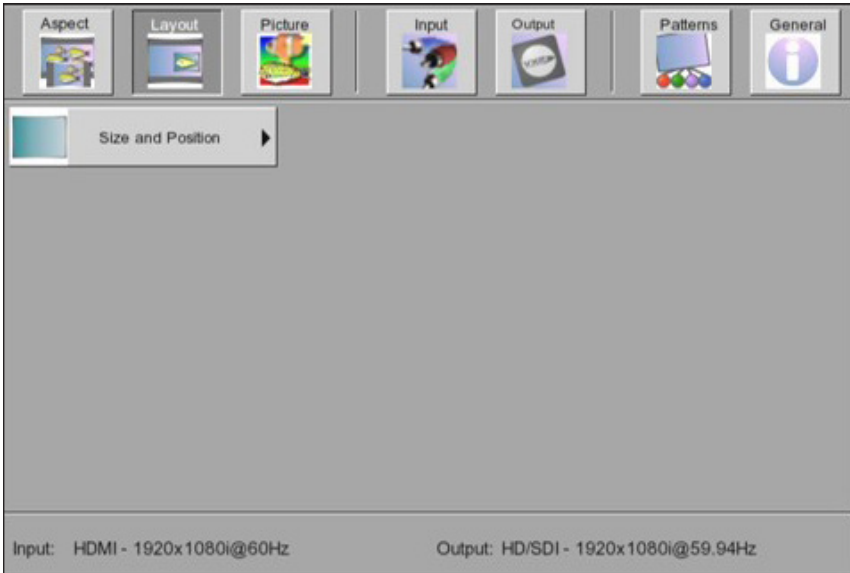 Aspect Layout Picture Input Output Patterns General
Size and Position
Input: HDMI - 1920x1080i@60Hz Output: HD/SDI - 1920x1080i@59.94Hz